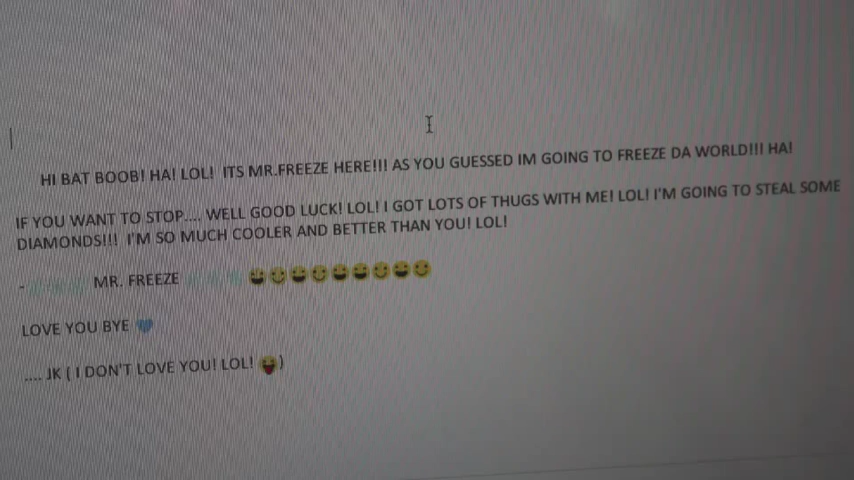 HI BAT BOOB! HA! LOL! ITS MR.FREEZE HERE!!! AS YOU GUESSED IM GOING TO FREEZE DA WORLD!!! HA!
IF YOU WANT TO STOP.... WELL GOOD LUCK! LOL! I GOT LOTS OF THUGS WITH ME! LOL! I'M GOING TO STEAL SOME
DIAMONDS!!! I'M SO MUCH COOLER AND BETTER THAN YOU! LOL!
- MR. FREEZE
LOVE YOU BYE 💙
.... JK ( I DON'T LOVE YOU! LOL! 😝)